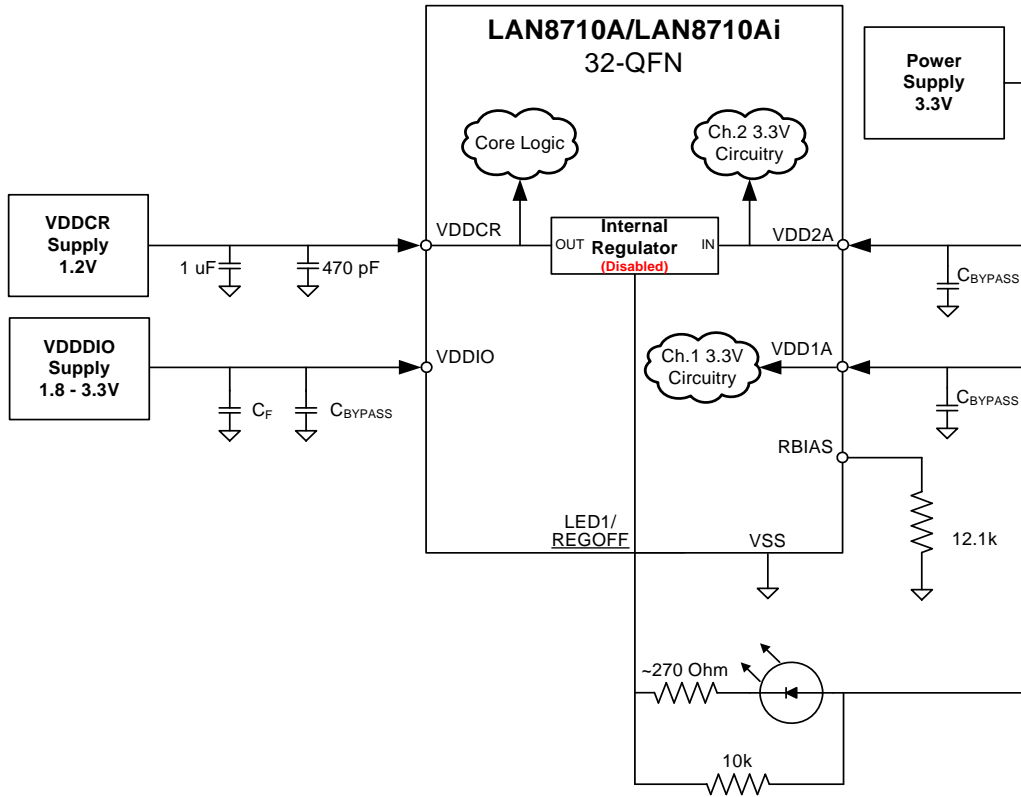 LAN8710A/LAN8710Ai
32-QFN
Power
Supply
3.3V
Core Logic
Ch.2 3.3V
Circuitry
VDDCR
Supply
1.2V
VDDCR
OUT
Internal
Regulator
(Disabled)
IN
VDD2A
1 uF
470 pF
CBYPASS
VDDDIO
Supply
1.8 - 3.3V
VDDIO
Ch.1 3.3V
Circuitry
VDD1A
CF
CBYPASS
CBYPASS
RBIAS
LED1/
REGOFF
VSS
12.1k
~270 Ohm
10k